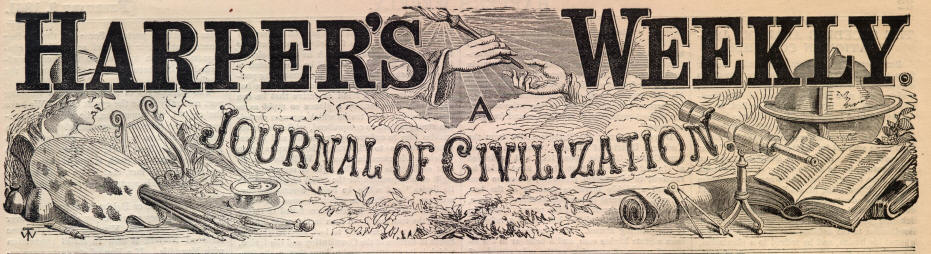 HARPER'S WEEKLY.
A
JOURNAL OF CIVILIZATION.